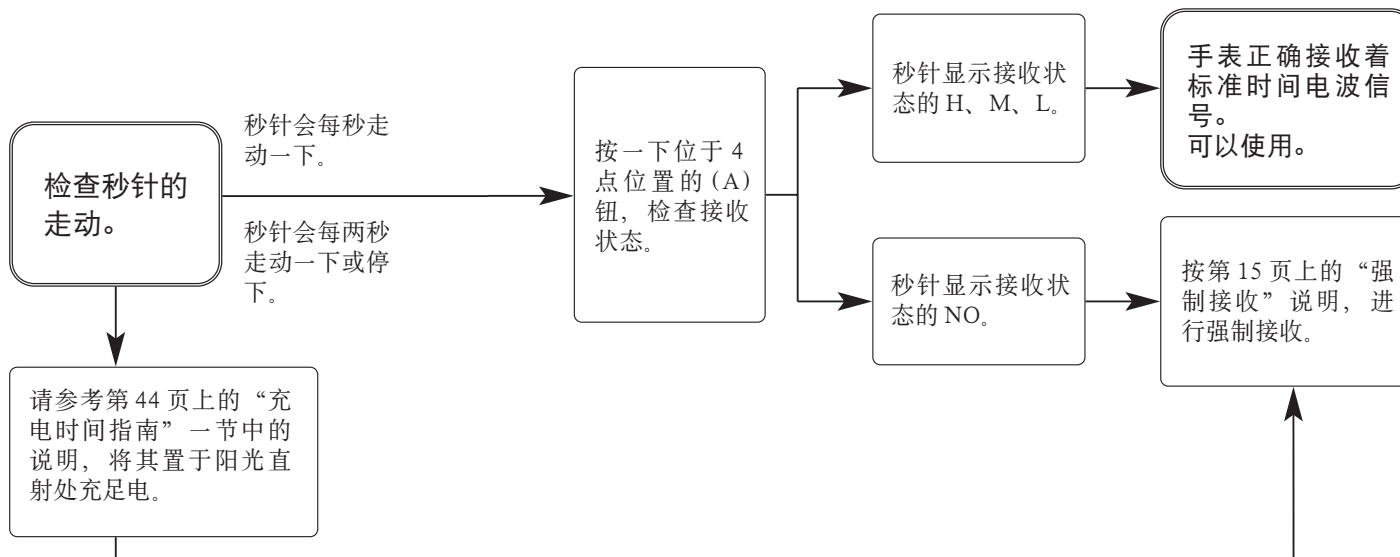 检查秒针的
走动。
秒针会每秒走
动一下。
秒针会每两秒
走动一下或停
下。
按一下位于 4
点位置的 (A)
钮，检查接收
状态。
秒针显示接收状
态的 H、M、L。
手表正确接收着
标准时间电波信
号。
可以使用。
秒针显示接收状
态的 NO。
按第 15 页上的“强
制接收”说明，进
行强制接收。
请参考第 44 页上的“充
电时间指南”一节中的
说明，将其置于阳光直
射处充足电。